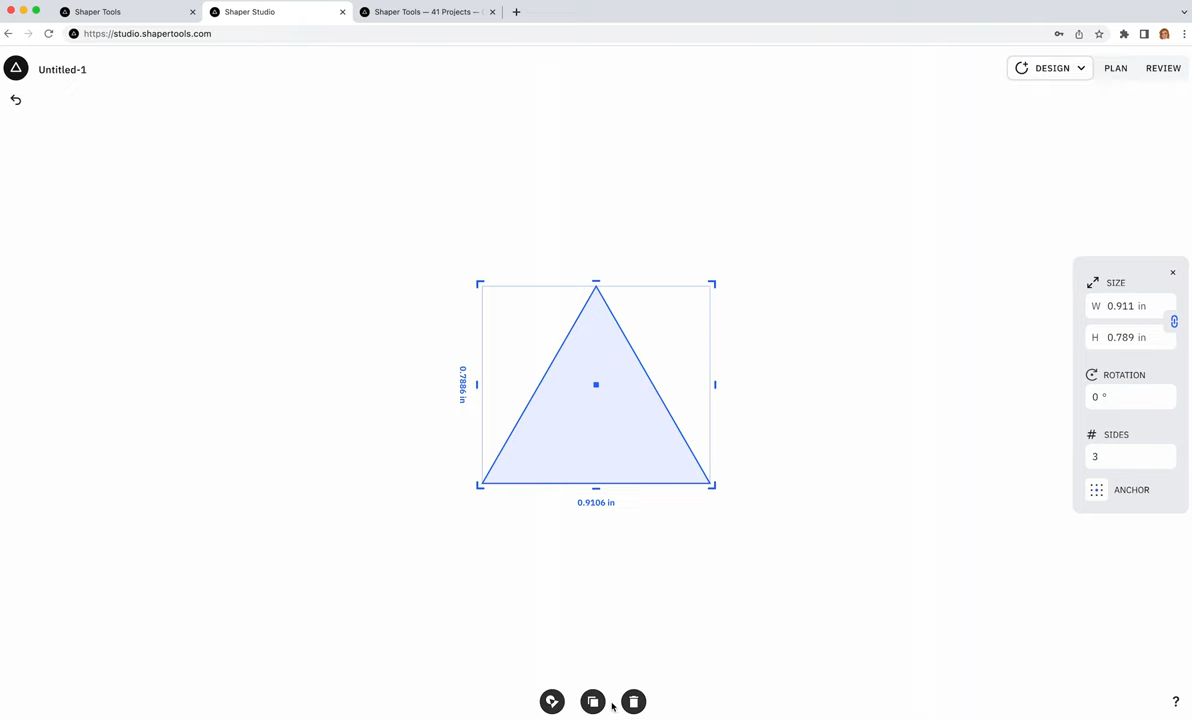 Shaper Tools
Shaper Studio
Shaper Tools — 41 Projects —
https://studio.shapertools.com
Untitled-1
DESIGN
PLAN
REVIEW
SIZE
W 0.911 in
H 0.789 in
ROTATION
0 °
# SIDES
3
ANCHOR
0.7886 in
0.9106 in
?